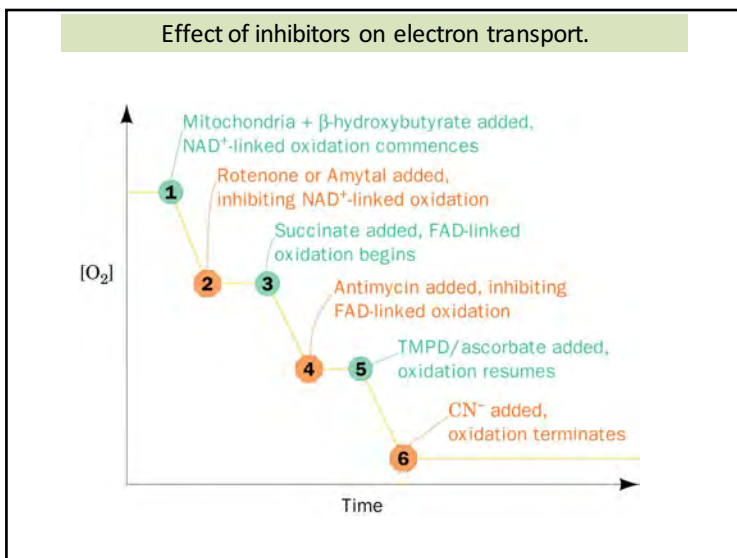 Effect of inhibitors on electron transport.
Mitochondria + β-hydroxybutyrate added,
NAD⁺-linked oxidation commences
1
Rotenone or Amytal added,
inhibiting NAD⁺-linked oxidation
Succinate added, FAD-linked
oxidation begins
[O₂]
2
3
Antimycin added, inhibiting
FAD-linked oxidation
TMPD/ascorbate added,
oxidation resumes
4
5
CN⁻ added,
oxidation terminates
6
Time